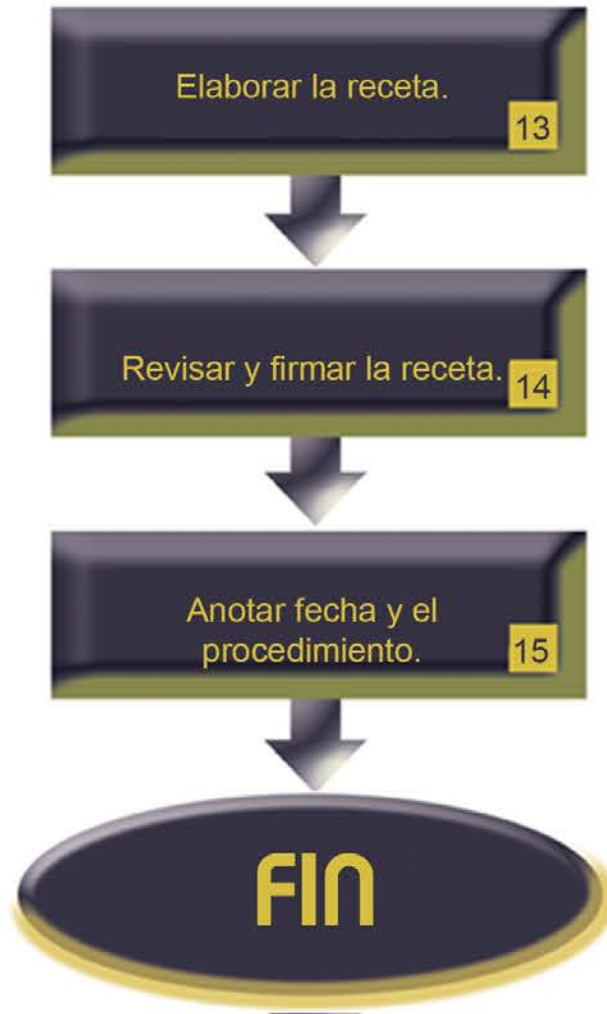 Elaborar la receta.
13
Revisar y firmar la receta.
14
Anotar fecha y el
procedimiento.
15
FIN